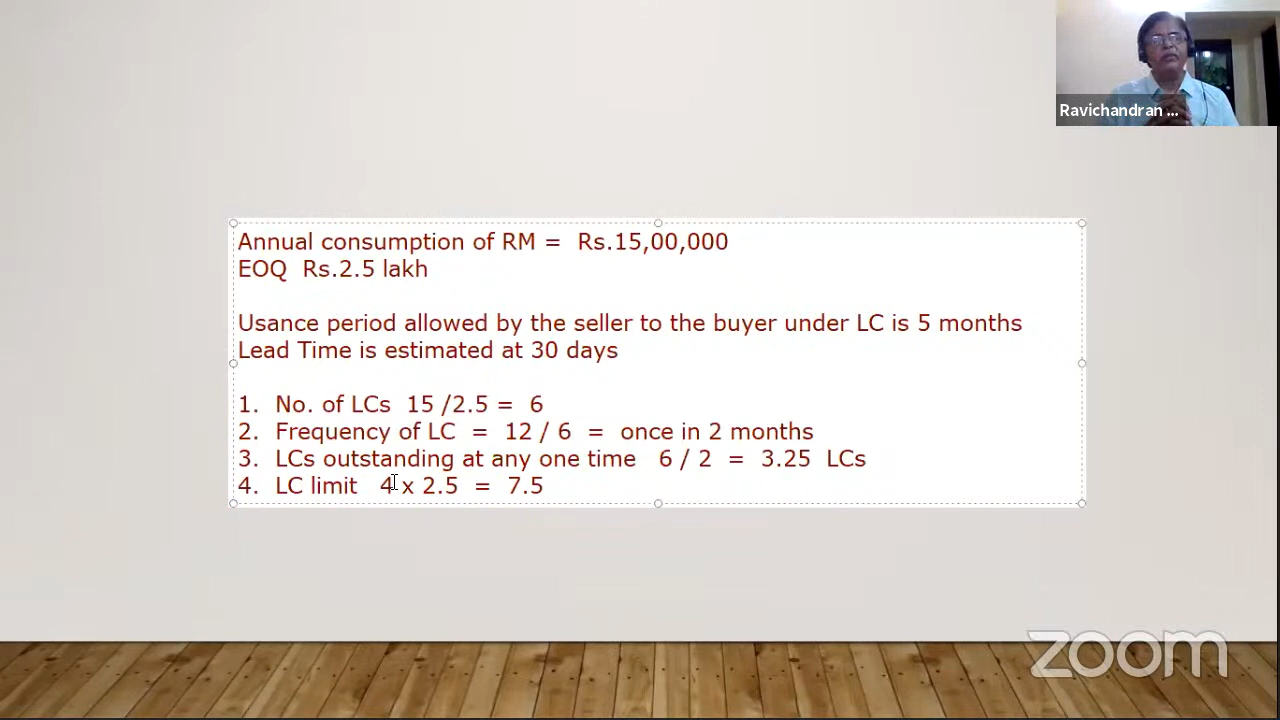 Ravichandran ...
Annual consumption of RM = Rs.15,00,000
EOQ Rs.2.5 lakh
Usance period allowed by the seller to the buyer under LC is 5 months
Lead Time is estimated at 30 days
1. No. of LCs 15 /2.5 = 6
2. Frequency of LC = 12 / 6 = once in 2 months
3. LCs outstanding at any one time 6 / 2 = 3.25 LCs
4. LC limit 4 x 2.5 = 7.5
zoom